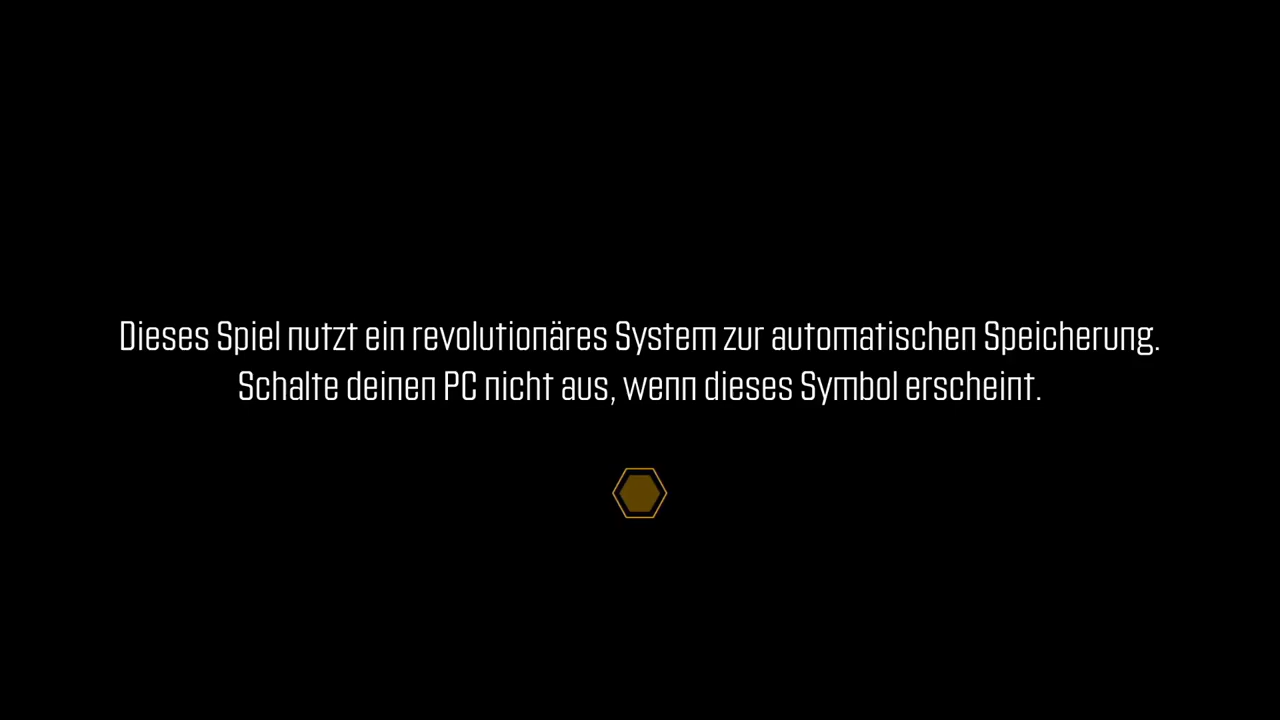 Dieses Spiel nutzt ein revolutionäres System zur automatischen Speicherung.
Schalte deinen PC nicht aus, wenn dieses Symbol erscheint.